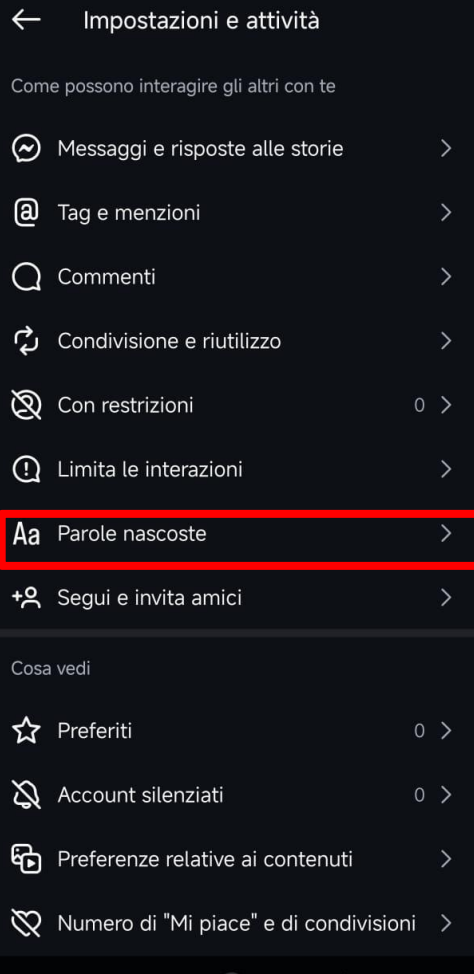 Impostazioni e attività
Come possono interagire gli altri con te
Messaggi e risposte alle storie
Tag e menzioni
Commenti
Condivisione e riutilizzo
Con restrizioni 0
Limita le interazioni
Aa Parole nascoste
Segui e invita amici
Cosa vedi
Preferiti 0
Account silenziati 0
Preferenze relative ai contenuti
Numero di "Mi piace" e di condivisioni